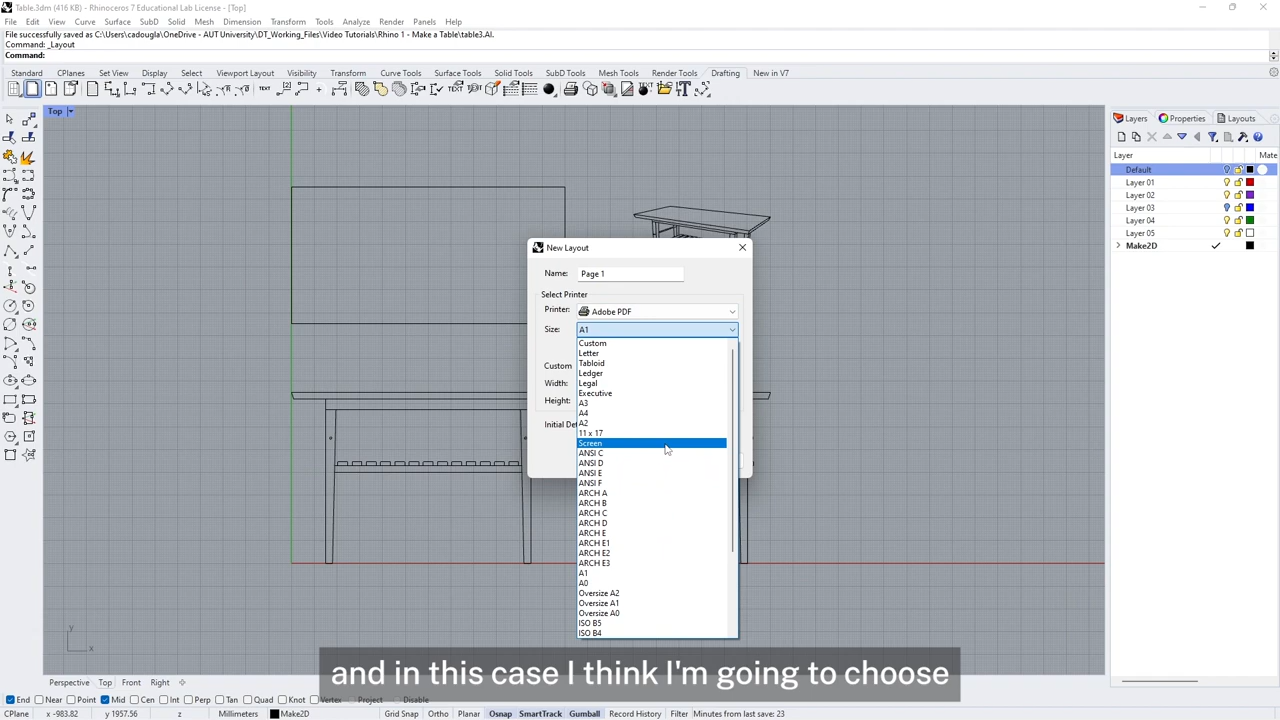 Table.3dm (416 KB) - Rhinoceros 7 Educational Lab License - [Top]
File Edit View Curve Surface SubD Solid Mesh Dimension Transform Tools Analyze Render Panels Help
File successfully saved as C:\Users\cadougla\OneDrive - AUT University\DT_Working_Files\Video Tutorials\Rhino 1 - Make a Table\table3.AI.
Command: _Layout
Command:
Standard CPlanes Set View Display Select Viewport Layout Visibility Transform Curve Tools Surface Tools Solid Tools SubD Tools Mesh Tools Render Tools Drafting New in V7
Top
Layers Properties Layouts
Layer Mate
Default
Layer 01
Layer 02
Layer 03
Layer 04
Layer 05
Make2D
New Layout
Name: Page 1
Select Printer
Printer: Adobe PDF
Size: A1
Custom
Letter
Tabloid
Ledger
Legal
Executive
A3
A4
A2
11 x 17
Screen
ANSI C
ANSI D
ANSI E
ANSI F
ARCH A
ARCH B
ARCH C
ARCH D
ARCH E
ARCH E1
ARCH E2
ARCH E3
A1
A0
Oversize A2
Oversize A1
Oversize A0
ISO B5
ISO B4
Custom
Width:
Height:
Initial De
y
x
and in this case I think I'm going to choose
Perspective Top Front Right
End Near Point Mid Cen Int Perp Tan Quad Knot Vertex Project Disable
CPlane x -983.82 y 1957.56 z Millimeters Make2D Grid Snap Ortho Planar Osnap SmartTrack Gumball Record History Filter Minutes from last save: 23